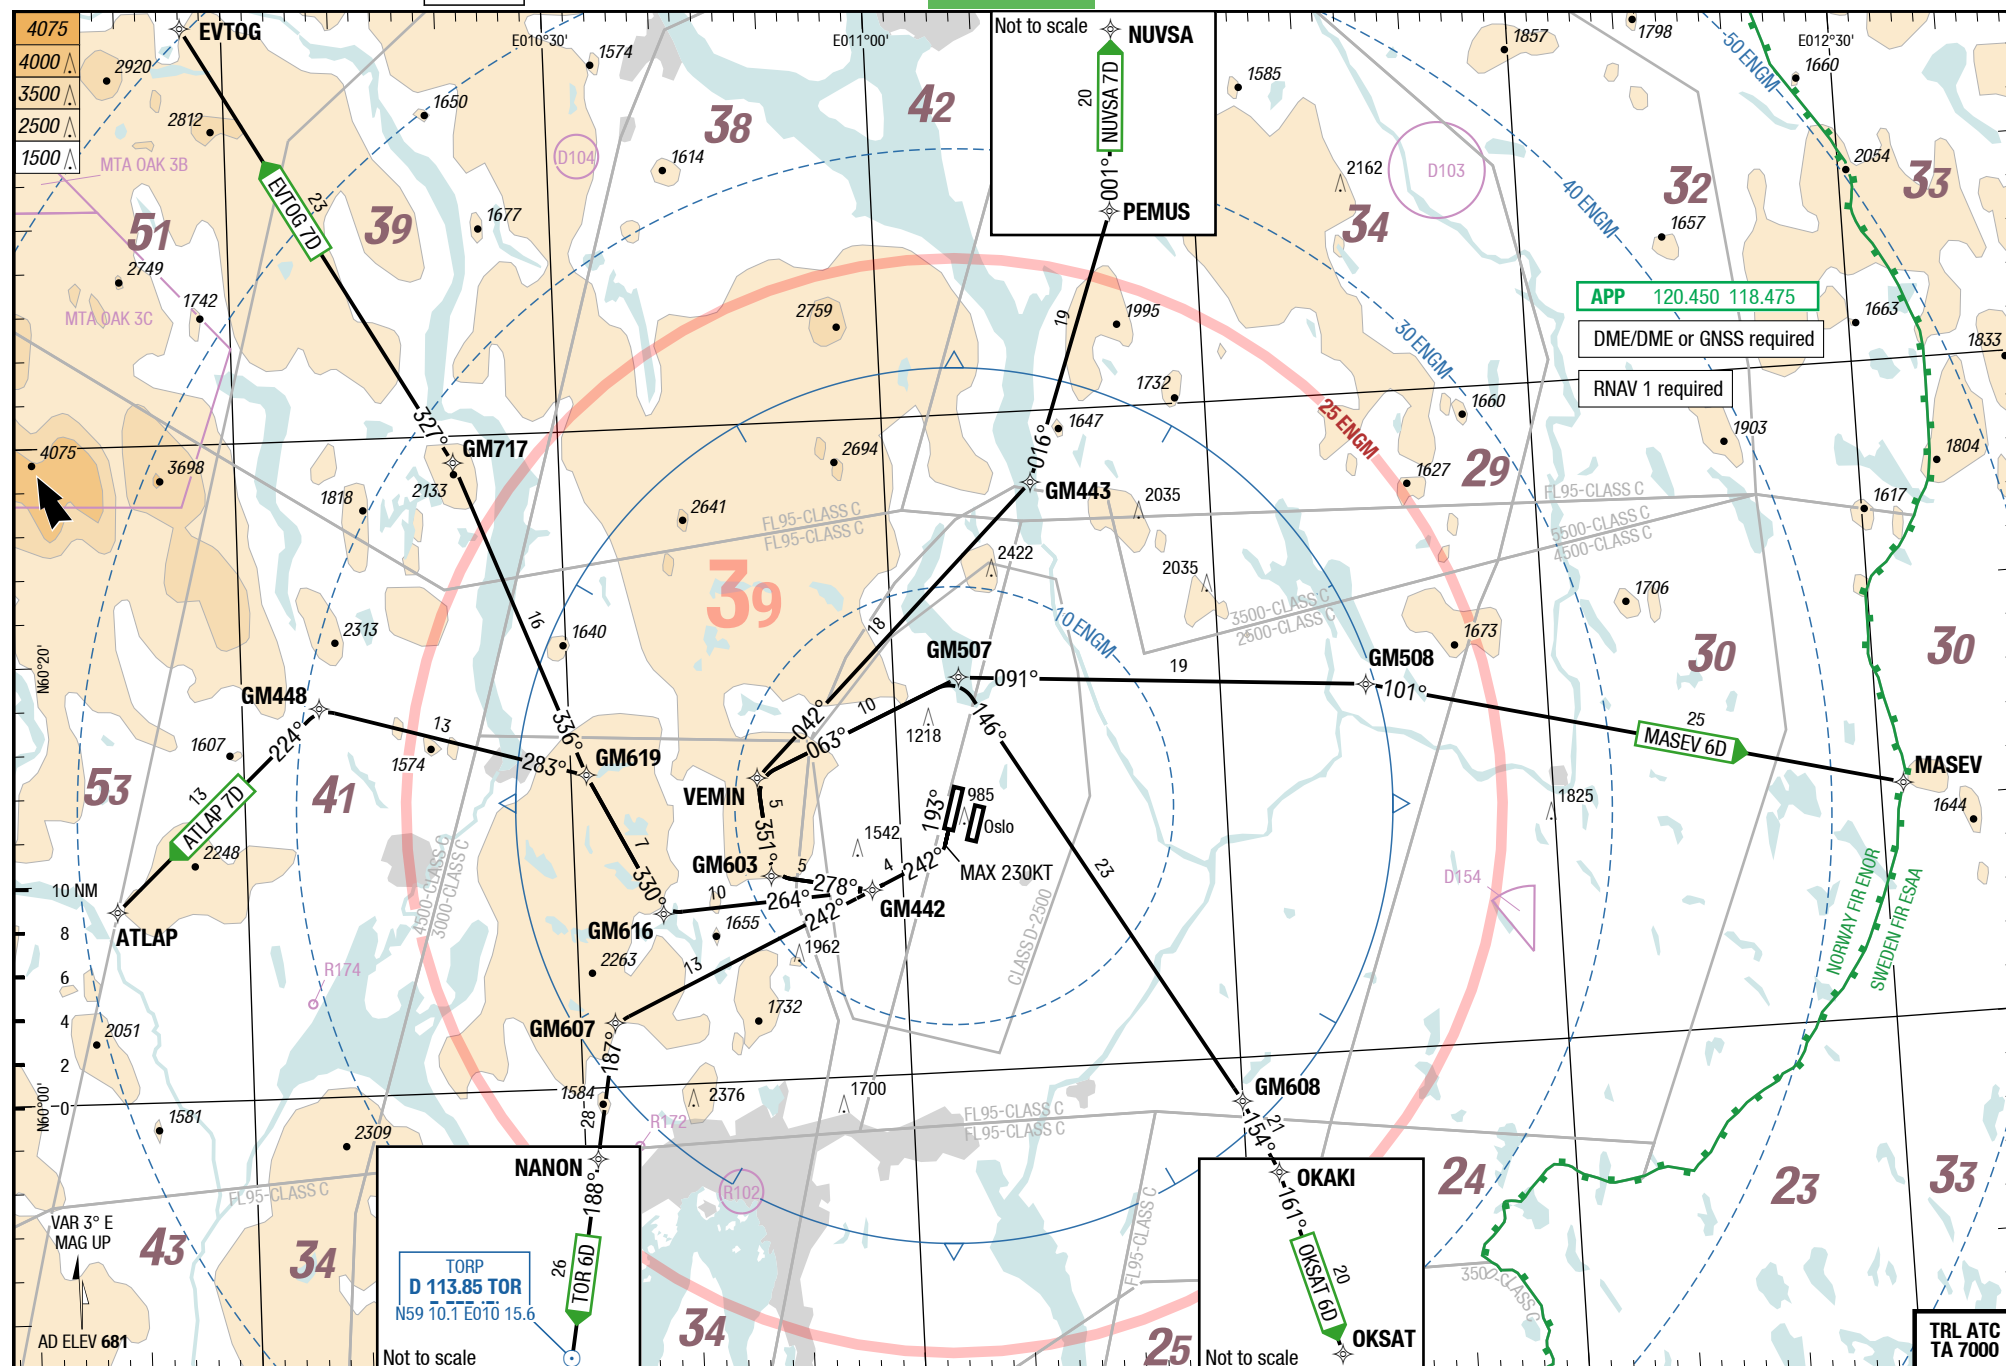 4075
4000
3500
2500
1500
EVTOG
E010°30'
E011°00'
E012°30'
Not to scale
NUVSA
NUVSA 7D
20
001°
PEMUS
2920
2812
1574
1650
38
42
1585
1857
1798
50 ENGM
1660
MTA OAK 3B
D104
1614
2162
D103
32
2054
33
EVTOG 7D
23
51
39
1677
34
40 ENGM
1657
2749
1742
MTA OAK 3C
2759
19
1995
30 ENGM
APP 120.450 118.475
DME/DME or GNSS required
RNAV 1 required
1663
1833
1732
1660
25 ENGM
1903
327°
GM717
2133
016°
1647
4075
3698
1818
2694
GM443
2641
2035
1627
29
1804
1617
FL95-CLASS C
FL95-CLASS C
FL95-CLASS C
5500-CLASS C
4500-CLASS C
2422
2035
39
16
1640
2313
18
10 ENGM
3500-CLASS C
2500-CLASS C
1706
1673
N60°20'
GM507
GM508
30
30
GM448
224°
13
336°
283°
GM619
042°
063°
10
091°
19
146°
101°
25
MASEV 6D
MASEV
1607
1574
1218
VEMIN
53
41
13
ATLAP 7D
2248
7
5
351°
193°
985
Oslo
1542
1825
1644
GM603
5
278°
4
242°
MAX 230KT
10
264°
330°
242°
GM442
23
D154
10 NM
8
6
4
2
0
ATLAP
4500-CLASS C
3000-CLASS C
GM616
1655
1962
2263
13
CLASS D-2500
NORWAY FIR ENOR
SWEDEN FIR ESAA
R174
GM607
1732
2051
187°
1584
2376
1700
GM608
N60°00'
1581
2309
28
R172
FL95-CLASS C
FL95-CLASS C
21
154°
NANON
188°
OKAKI
161°
24
23
33
FL95-CLASS C
R102
VAR 3° E
MAG UP
43
34
TORP
D 113.85 TOR
N59 10.1 E010 15.6
26
TOR 6D
FL95-CLASS C
OKSAT 6D
20
3500-CLASS C
AD ELEV 681
34
25
OKSAT
Not to scale
Not to scale
TRL ATC
TA 7000